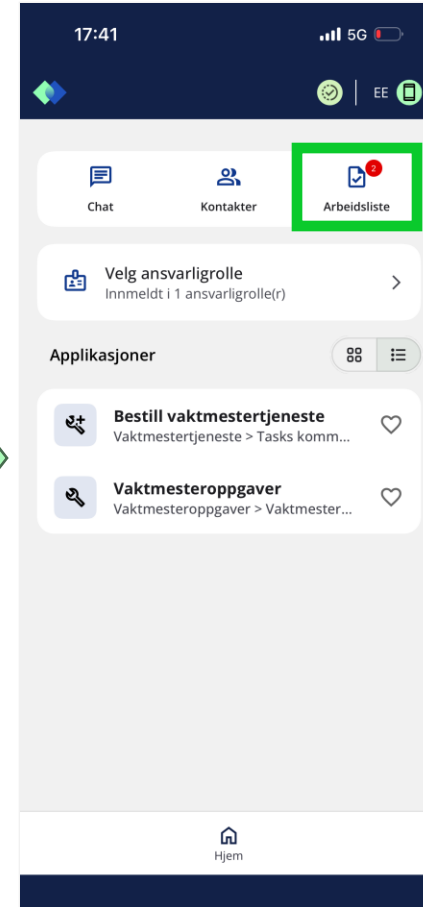 17:41
5G
EE
2
Chat
Kontakter
Arbeidsliste
Velg ansvarligrolle
Innmeldt i 1 ansvarligrolle(r)
Applikasjoner
Bestill vaktmestertjeneste
Vaktmestertjeneste > Tasks komm...
Vaktmesteroppgaver
Vaktmesteroppgaver > Vaktmester...
Hjem